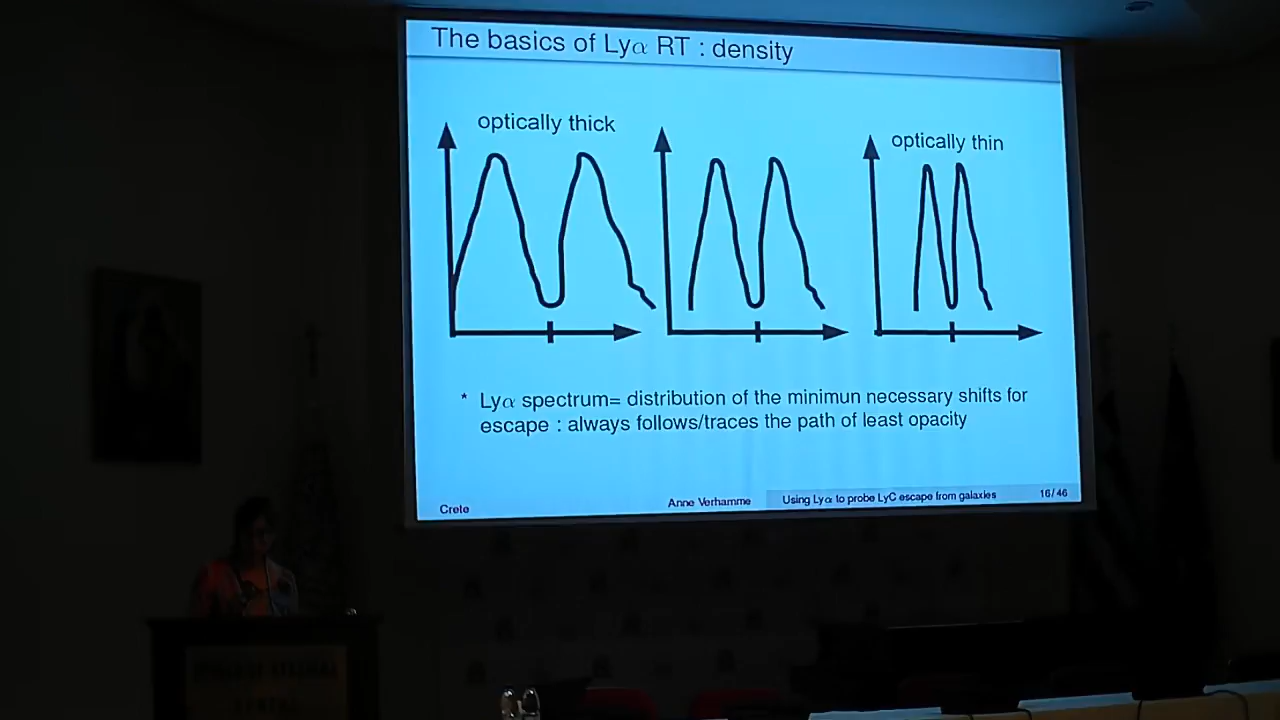 The basics of Lyα RT : density
optically thick
optically thin
* Lyα spectrum= distribution of the minimun necessary shifts for
escape : always follows/traces the path of least opacity
Crete
Anne Verhamme
Using Lyα to probe LyC escape from galaxies
16/46